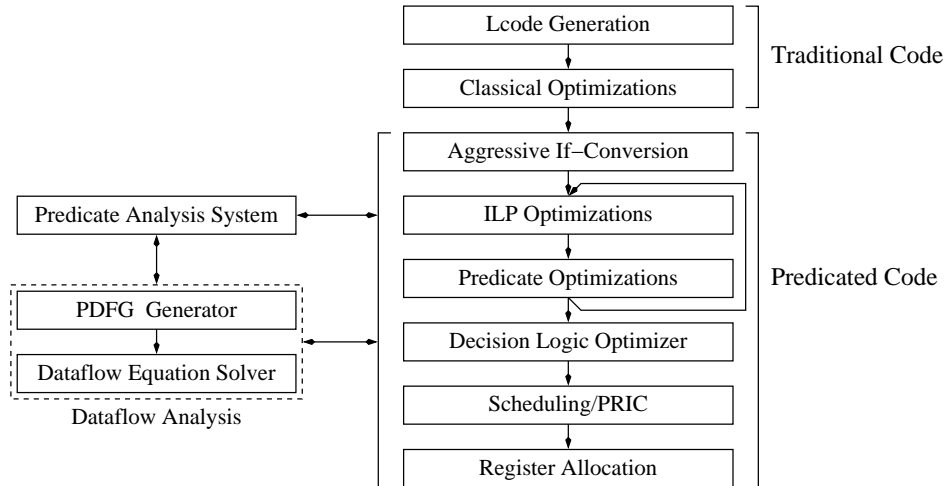 Lcode Generation
Traditional Code
Classical Optimizations
Aggressive If−Conversion
Predicate Analysis System
ILP Optimizations
Predicate Optimizations
Predicated Code
PDFG Generator
Decision Logic Optimizer
Dataflow Equation Solver
Dataflow Analysis
Scheduling/PRIC
Register Allocation